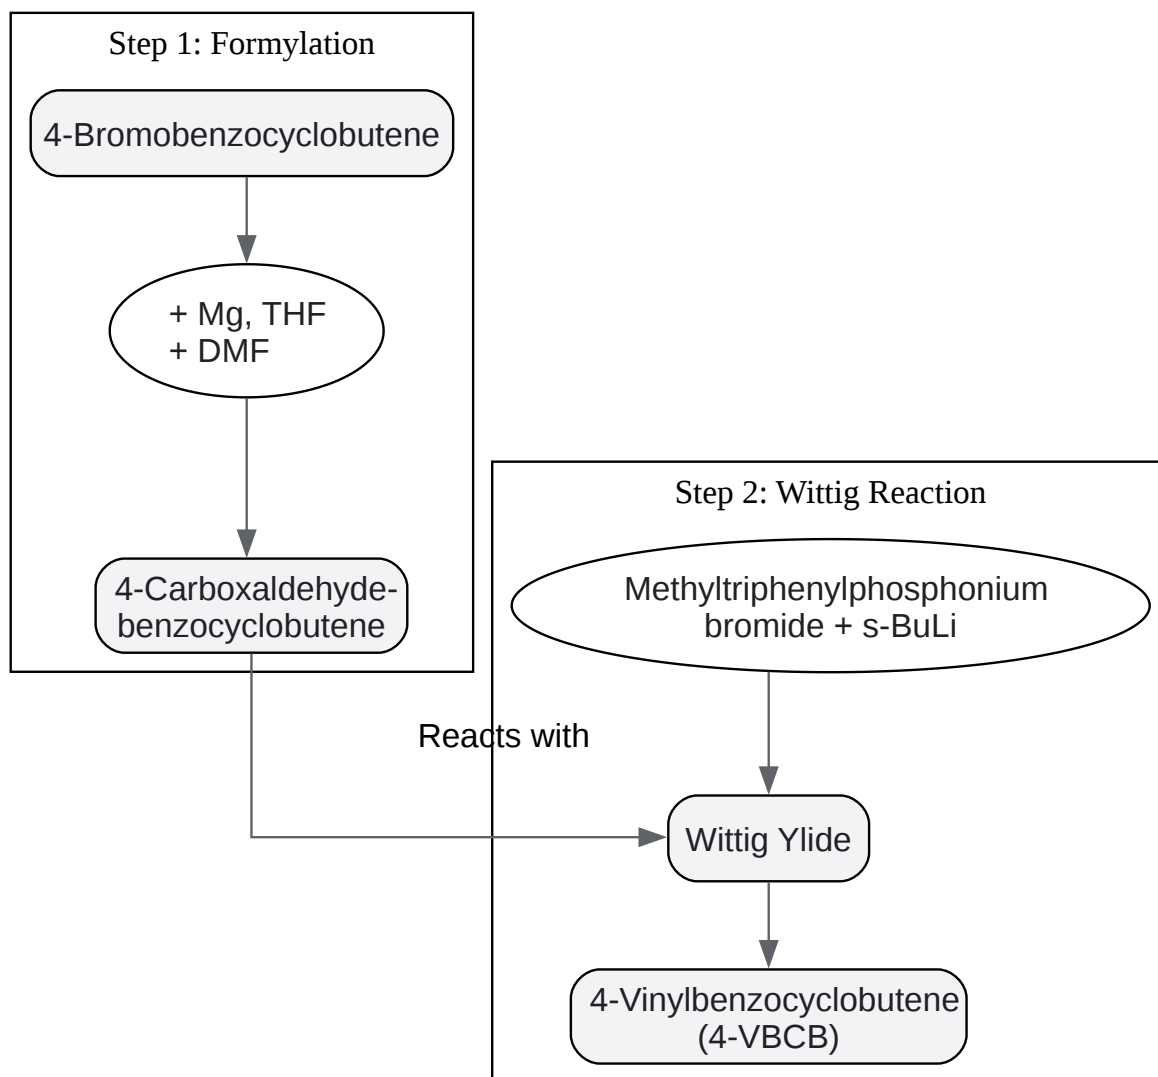 Step 1: Formylation
4-Bromobenzocyclobutene
+ Mg, THF
+ DMF
4-Carboxaldehyde-
benzocyclobutene
Step 2: Wittig Reaction
Methyltriphenylphosphonium
bromide + s-BuLi
Reacts with
Wittig Ylide
4-Vinylbenzocyclobutene
(4-VBCB)